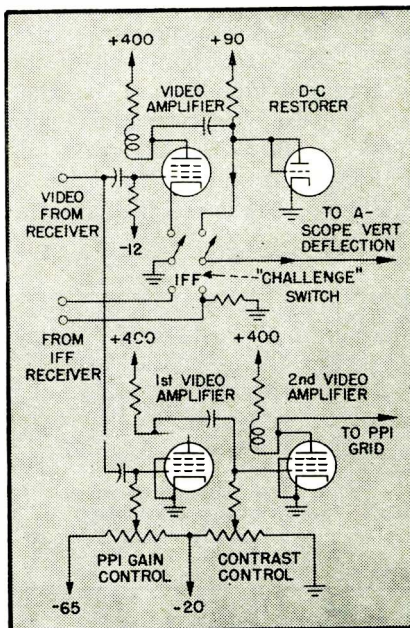 +400
+90
VIDEO
AMPLIFIER
D-C
RESTORER
VIDEO
FROM
RECEIVER
-12
TO A-
SCOPE VERT
DEFLECTION
IFF
"CHALLENGE"
SWITCH
FROM
IFF
RECEIVER
+400
+400
1st VIDEO
AMPLIFIER
2nd VIDEO
AMPLIFIER
TO PPI
GRID
PPI GAIN
CONTROL
CONTRAST
CONTROL
-65
-20